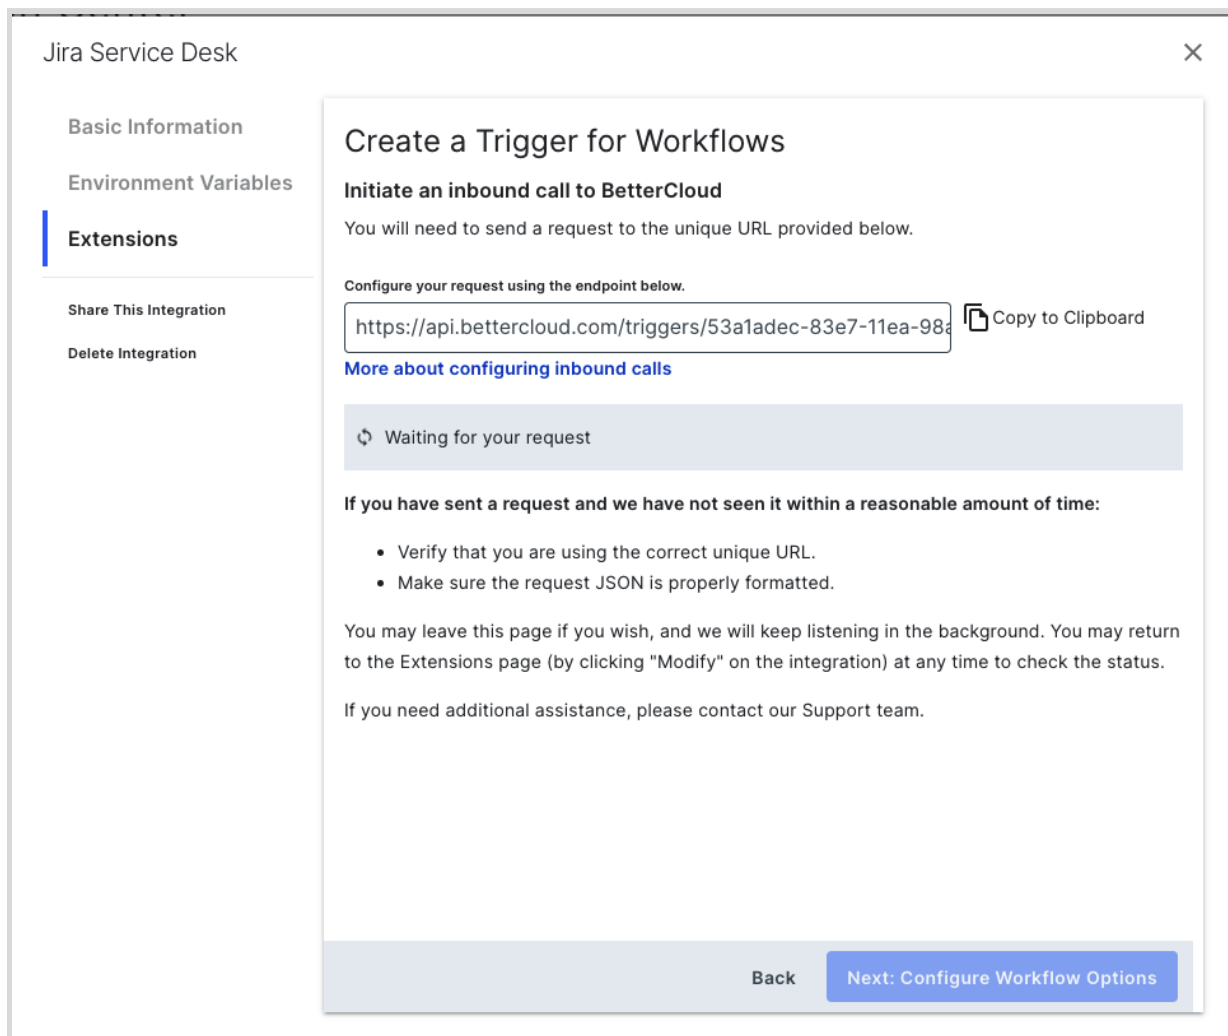 Jira Service Desk
Basic Information
Environment Variables
Extensions
Share This Integration
Delete Integration
Create a Trigger for Workflows
Initiate an inbound call to BetterCloud
You will need to send a request to the unique URL provided below.
Configure your request using the endpoint below.
https://api.bettercloud.com/triggers/53a1adec-83e7-11ea-98a
Copy to Clipboard
More about configuring inbound calls
Waiting for your request
If you have sent a request and we have not seen it within a reasonable amount of time:
• Verify that you are using the correct unique URL.
• Make sure the request JSON is properly formatted.
You may leave this page if you wish, and we will keep listening in the background. You may return
to the Extensions page (by clicking "Modify" on the integration) at any time to check the status.
If you need additional assistance, please contact our Support team.
Back
Next: Configure Workflow Options